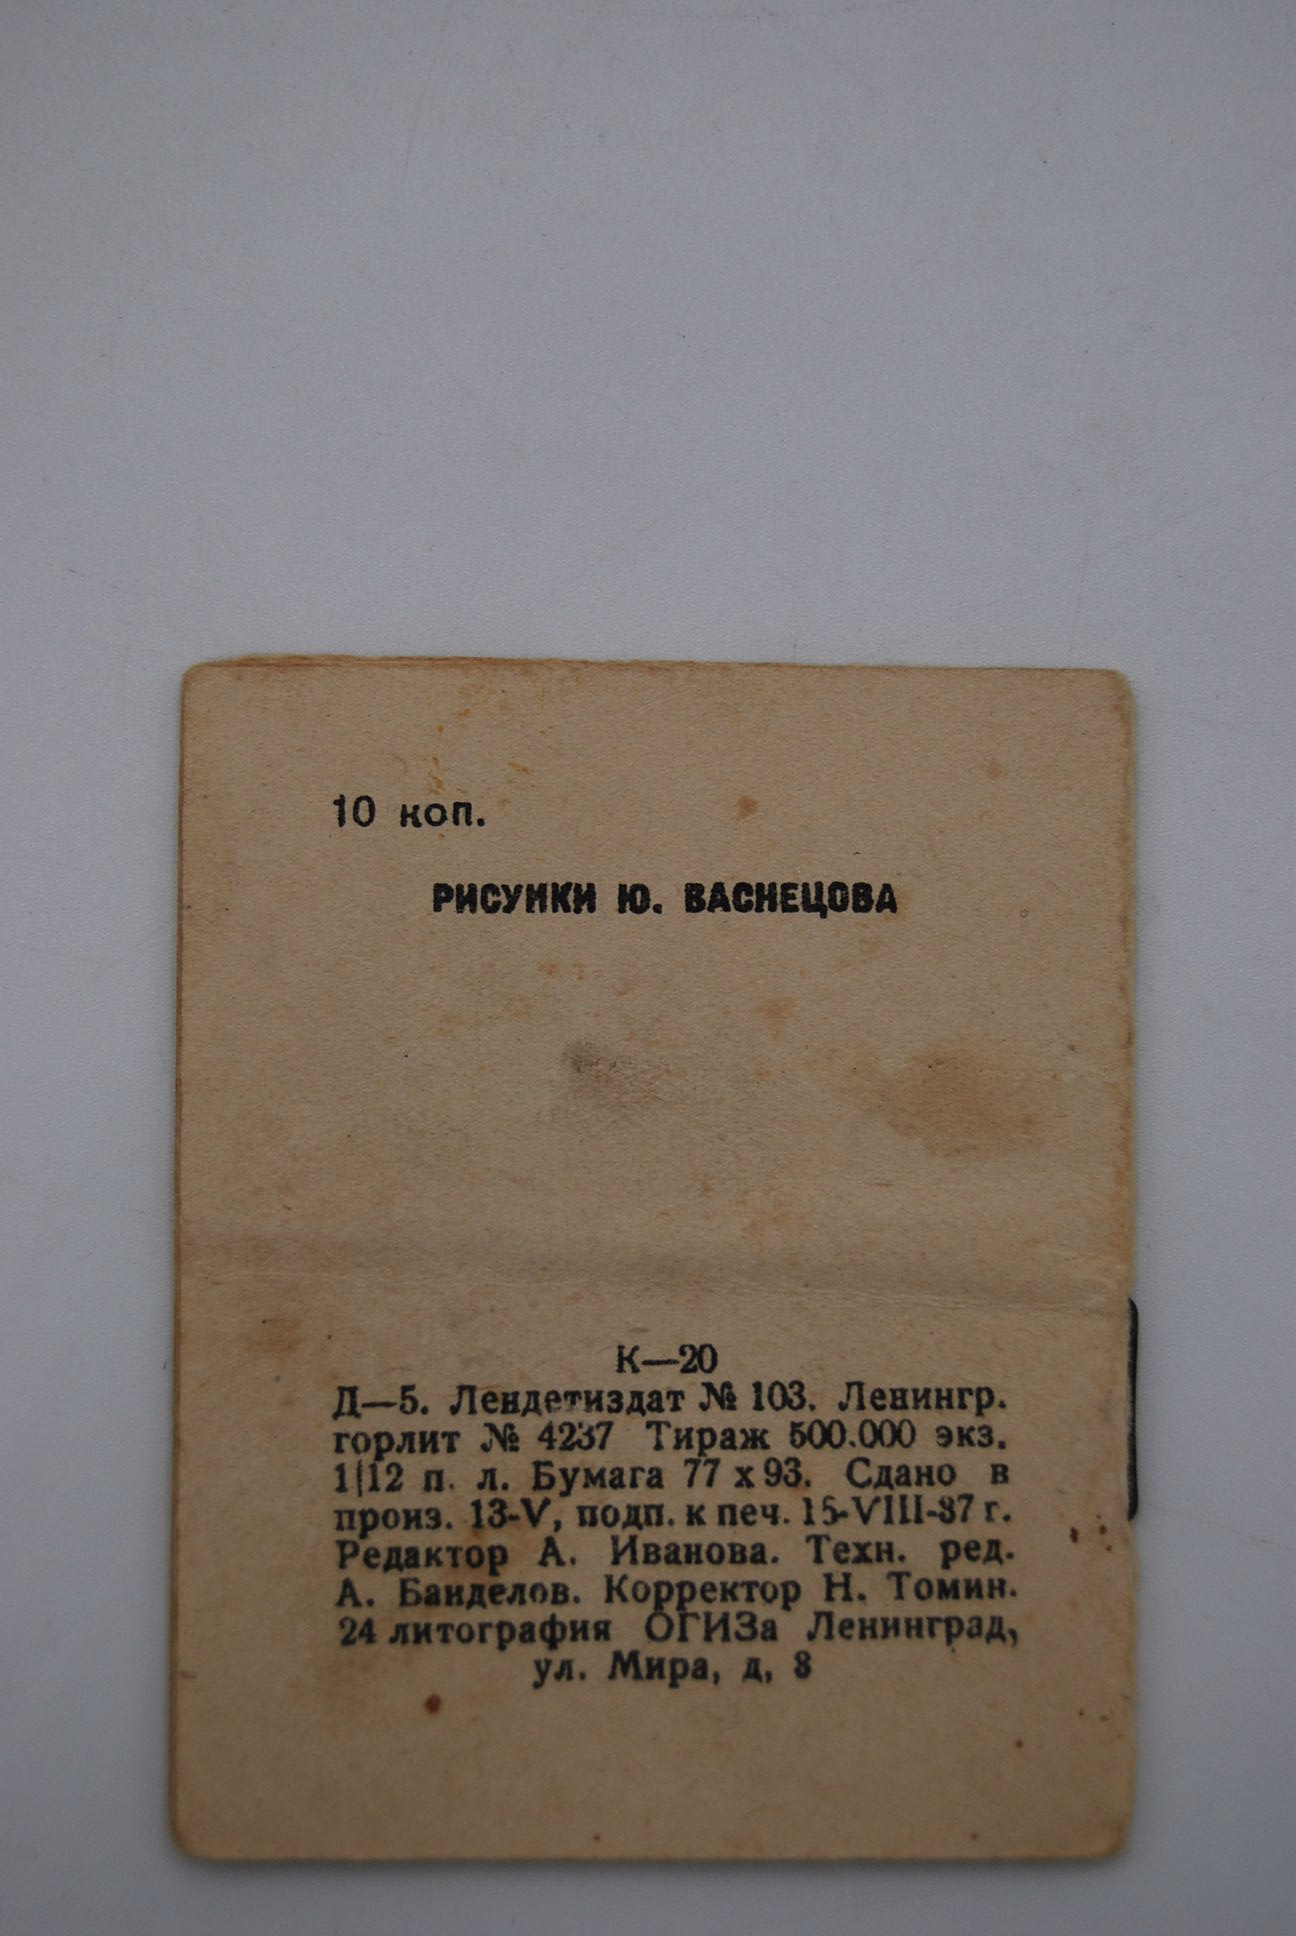 10 коп.
РИСУНКИ Ю. ВАСНЕЦОВА
К—20
Д—5. Лендетиздат № 103. Ленингр.
горлит № 4237 Тираж 500.000 экз.
1|12 п. л. Бумага 77 х 93. Сдано в
произ. 13-V, подп. к печ. 15-VIII-37 г.
Редактор А. Иванова. Техн. ред.
А. Банделов. Корректор Н. Томин.
24 литография ОГИЗа Ленинград,
ул. Мира, д, 3